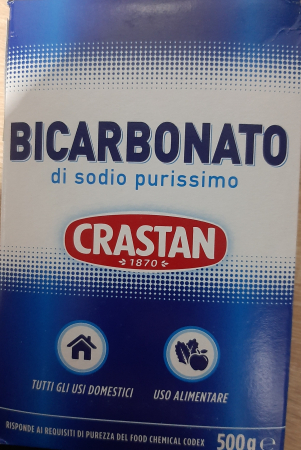 BICARBONATO
di sodio purissimo
CRASTAN
1870
TUTTI GLI USI DOMESTICI
USO ALIMENTARE
RISPONDE AI REQUISITI DI PUREZZA DEL FOOD CHEMICAL CODEX
500g ℮